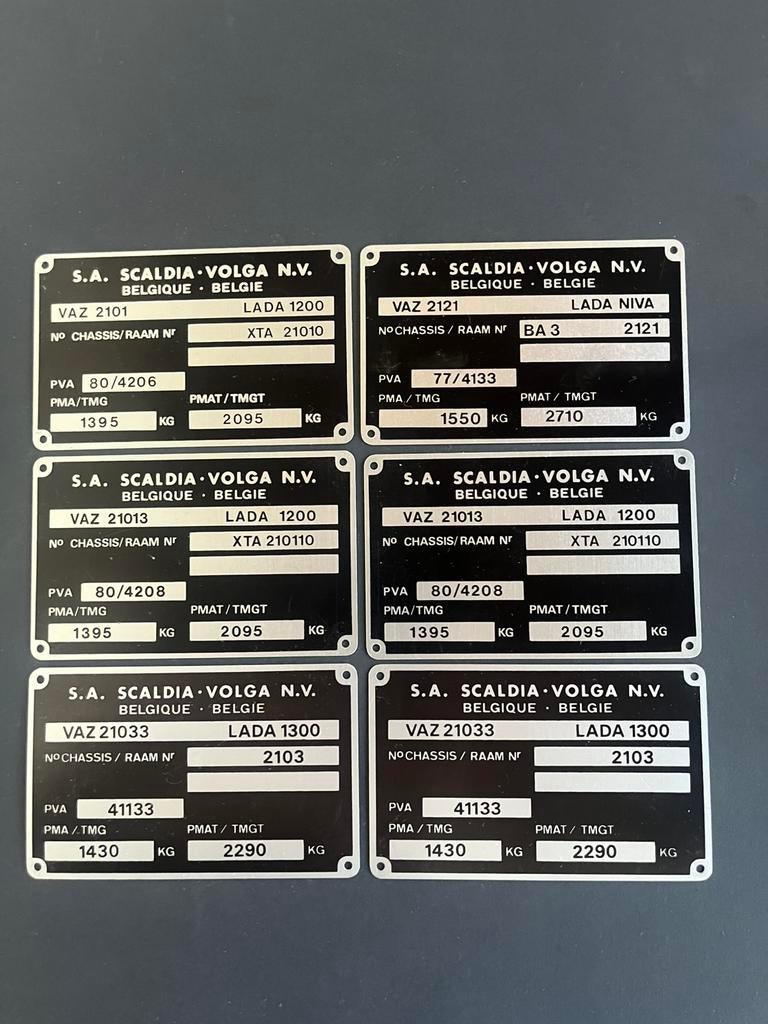 S.A. SCALDIA·VOLGA N.V.
BELGIQUE · BELGIE
VAZ 2101 LADA 1200
No CHASSIS/RAAM Nr XTA 21010
PVA 80/4206
PMA/TMG PMAT/TMGT
1395 KG 2095 KG
S.A. SCALDIA·VOLGA N.V.
BELGIQUE · BELGIE
VAZ 2121 LADA NIVA
No CHASSIS / RAAM Nr BA3 2121
PVA 77/4133
PMA / TMG PMAT / TMGT
1550 KG 2710 KG
S.A. SCALDIA·VOLGA N.V.
BELGIQUE · BELGIE
VAZ 21013 LADA 1200
No CHASSIS/RAAM Nr XTA 210110
PVA 80/4208
PMA/TMG PMAT/TMGT
1395 KG 2095 KG
S.A. SCALDIA·VOLGA N.V.
BELGIQUE · BELGIE
VAZ 21013 LADA 1200
No CHASSIS/RAAM Nr XTA 210110
PVA 80/4208
PMA/TMG PMAT/TMGT
1395 KG 2095 KG
S.A. SCALDIA·VOLGA N.V.
BELGIQUE · BELGIE
VAZ 21033 LADA 1300
No CHASSIS / RAAM Nr 2103
PVA 41133
PMA / TMG PMAT / TMGT
1430 KG 2290 KG
S.A. SCALDIA·VOLGA N.V.
BELGIQUE · BELGIE
VAZ 21033 LADA 1300
No CHASSIS / RAAM Nr 2103
PVA 41133
PMA / TMG PMAT / TMGT
1430 KG 2290 KG